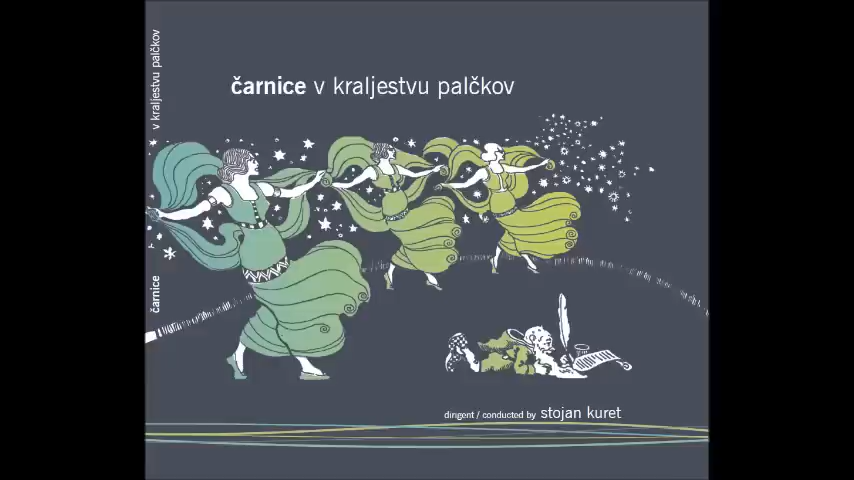 čarnice v kraljestvu palčkov
čarnice v kraljestvu palčkov
dirigent / conducted by stojan kuret